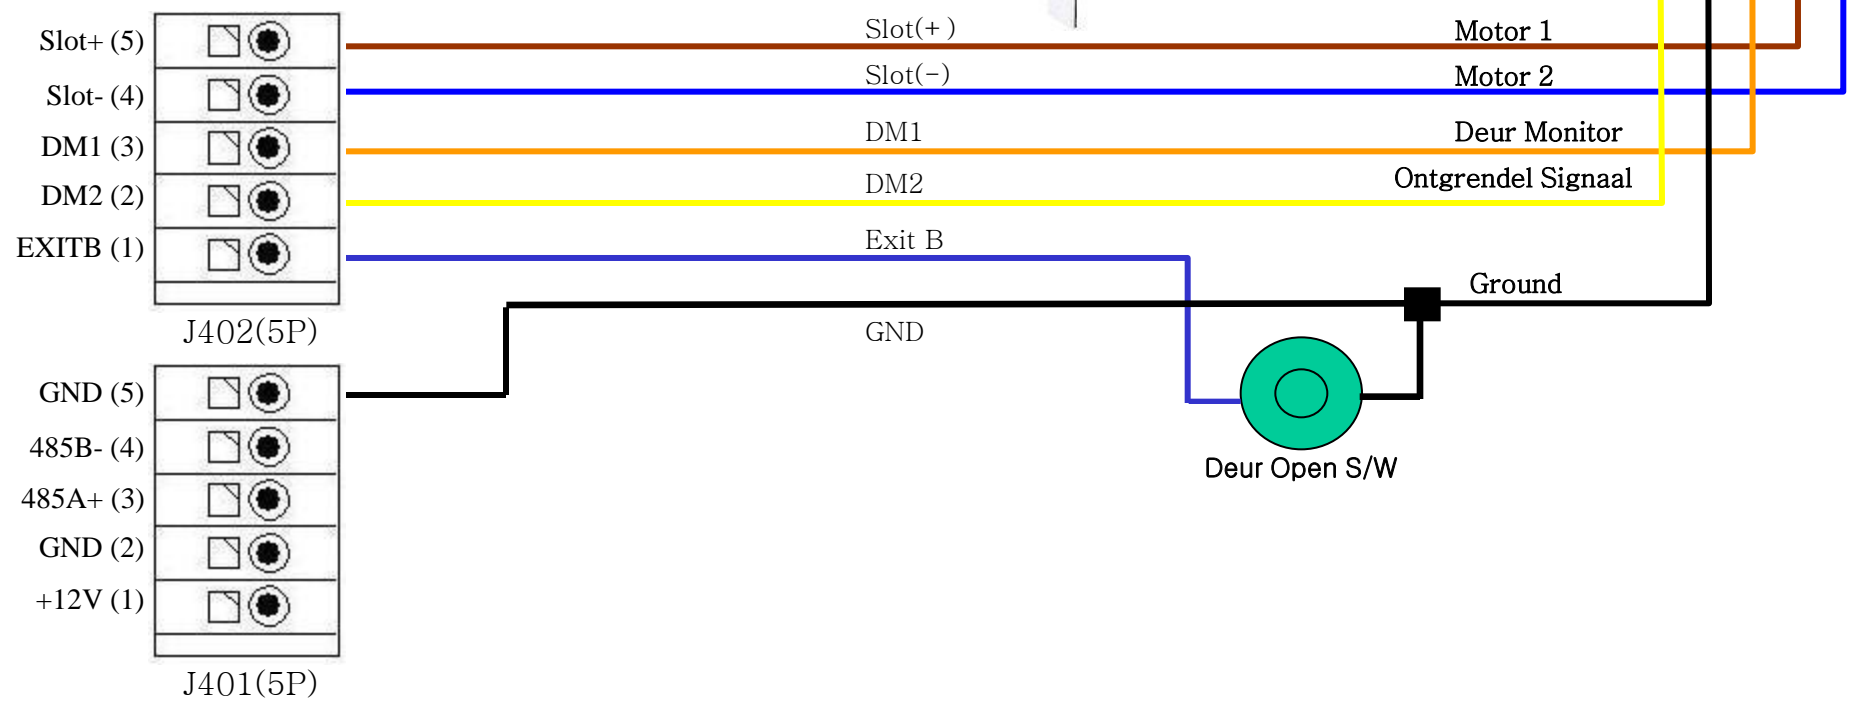 Slot+ (5)
Slot(+ )
Motor 1
Slot- (4)
Slot(-)
Motor 2
DM1 (3)
DM1
Deur Monitor
DM2 (2)
DM2
Ontgrendel Signaal
EXITB (1)
Exit B
Ground
J402(5P)
GND
GND (5)
485B- (4)
Deur Open S/W
485A+ (3)
GND (2)
+12V (1)
J401(5P)